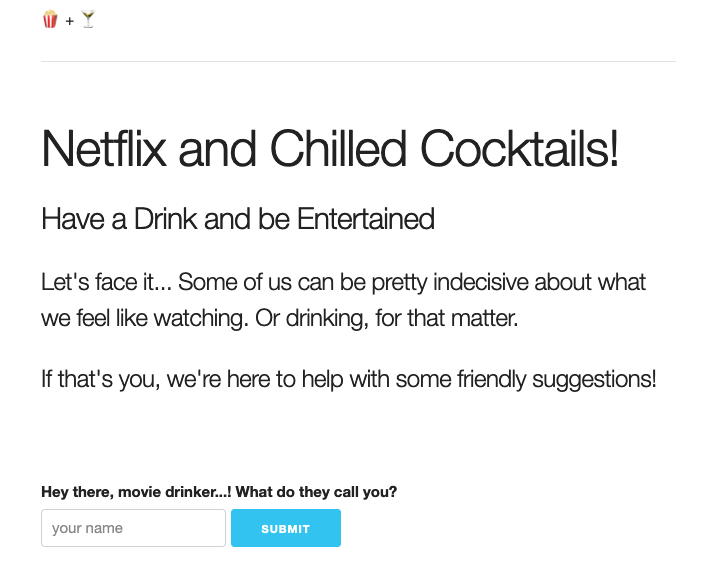 🍿 + 🍸
Netflix and Chilled Cocktails!
Have a Drink and be Entertained
Let's face it... Some of us can be pretty indecisive about what
we feel like watching. Or drinking, for that matter.
If that's you, we're here to help with some friendly suggestions!
Hey there, movie drinker...! What do they call you?
your name
SUBMIT